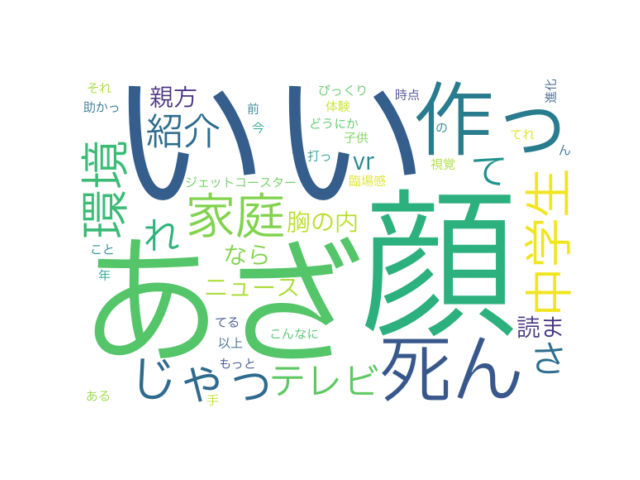 いい
顔
あざ
作
っ
死ん
じゃっ
中学生
環境
家庭
紹介
親方
テレビ
ニュース
胸の内
なら
れ
て
さ
読ま
vr
それ
助かっ
前
今
びっくり
体験
どうにか
子供
打っ
時点
の
視覚
進化
てれ
ん
ジェットコースター
臨場感
こと
年
てる
以上
もっと
こんなに
ある
手